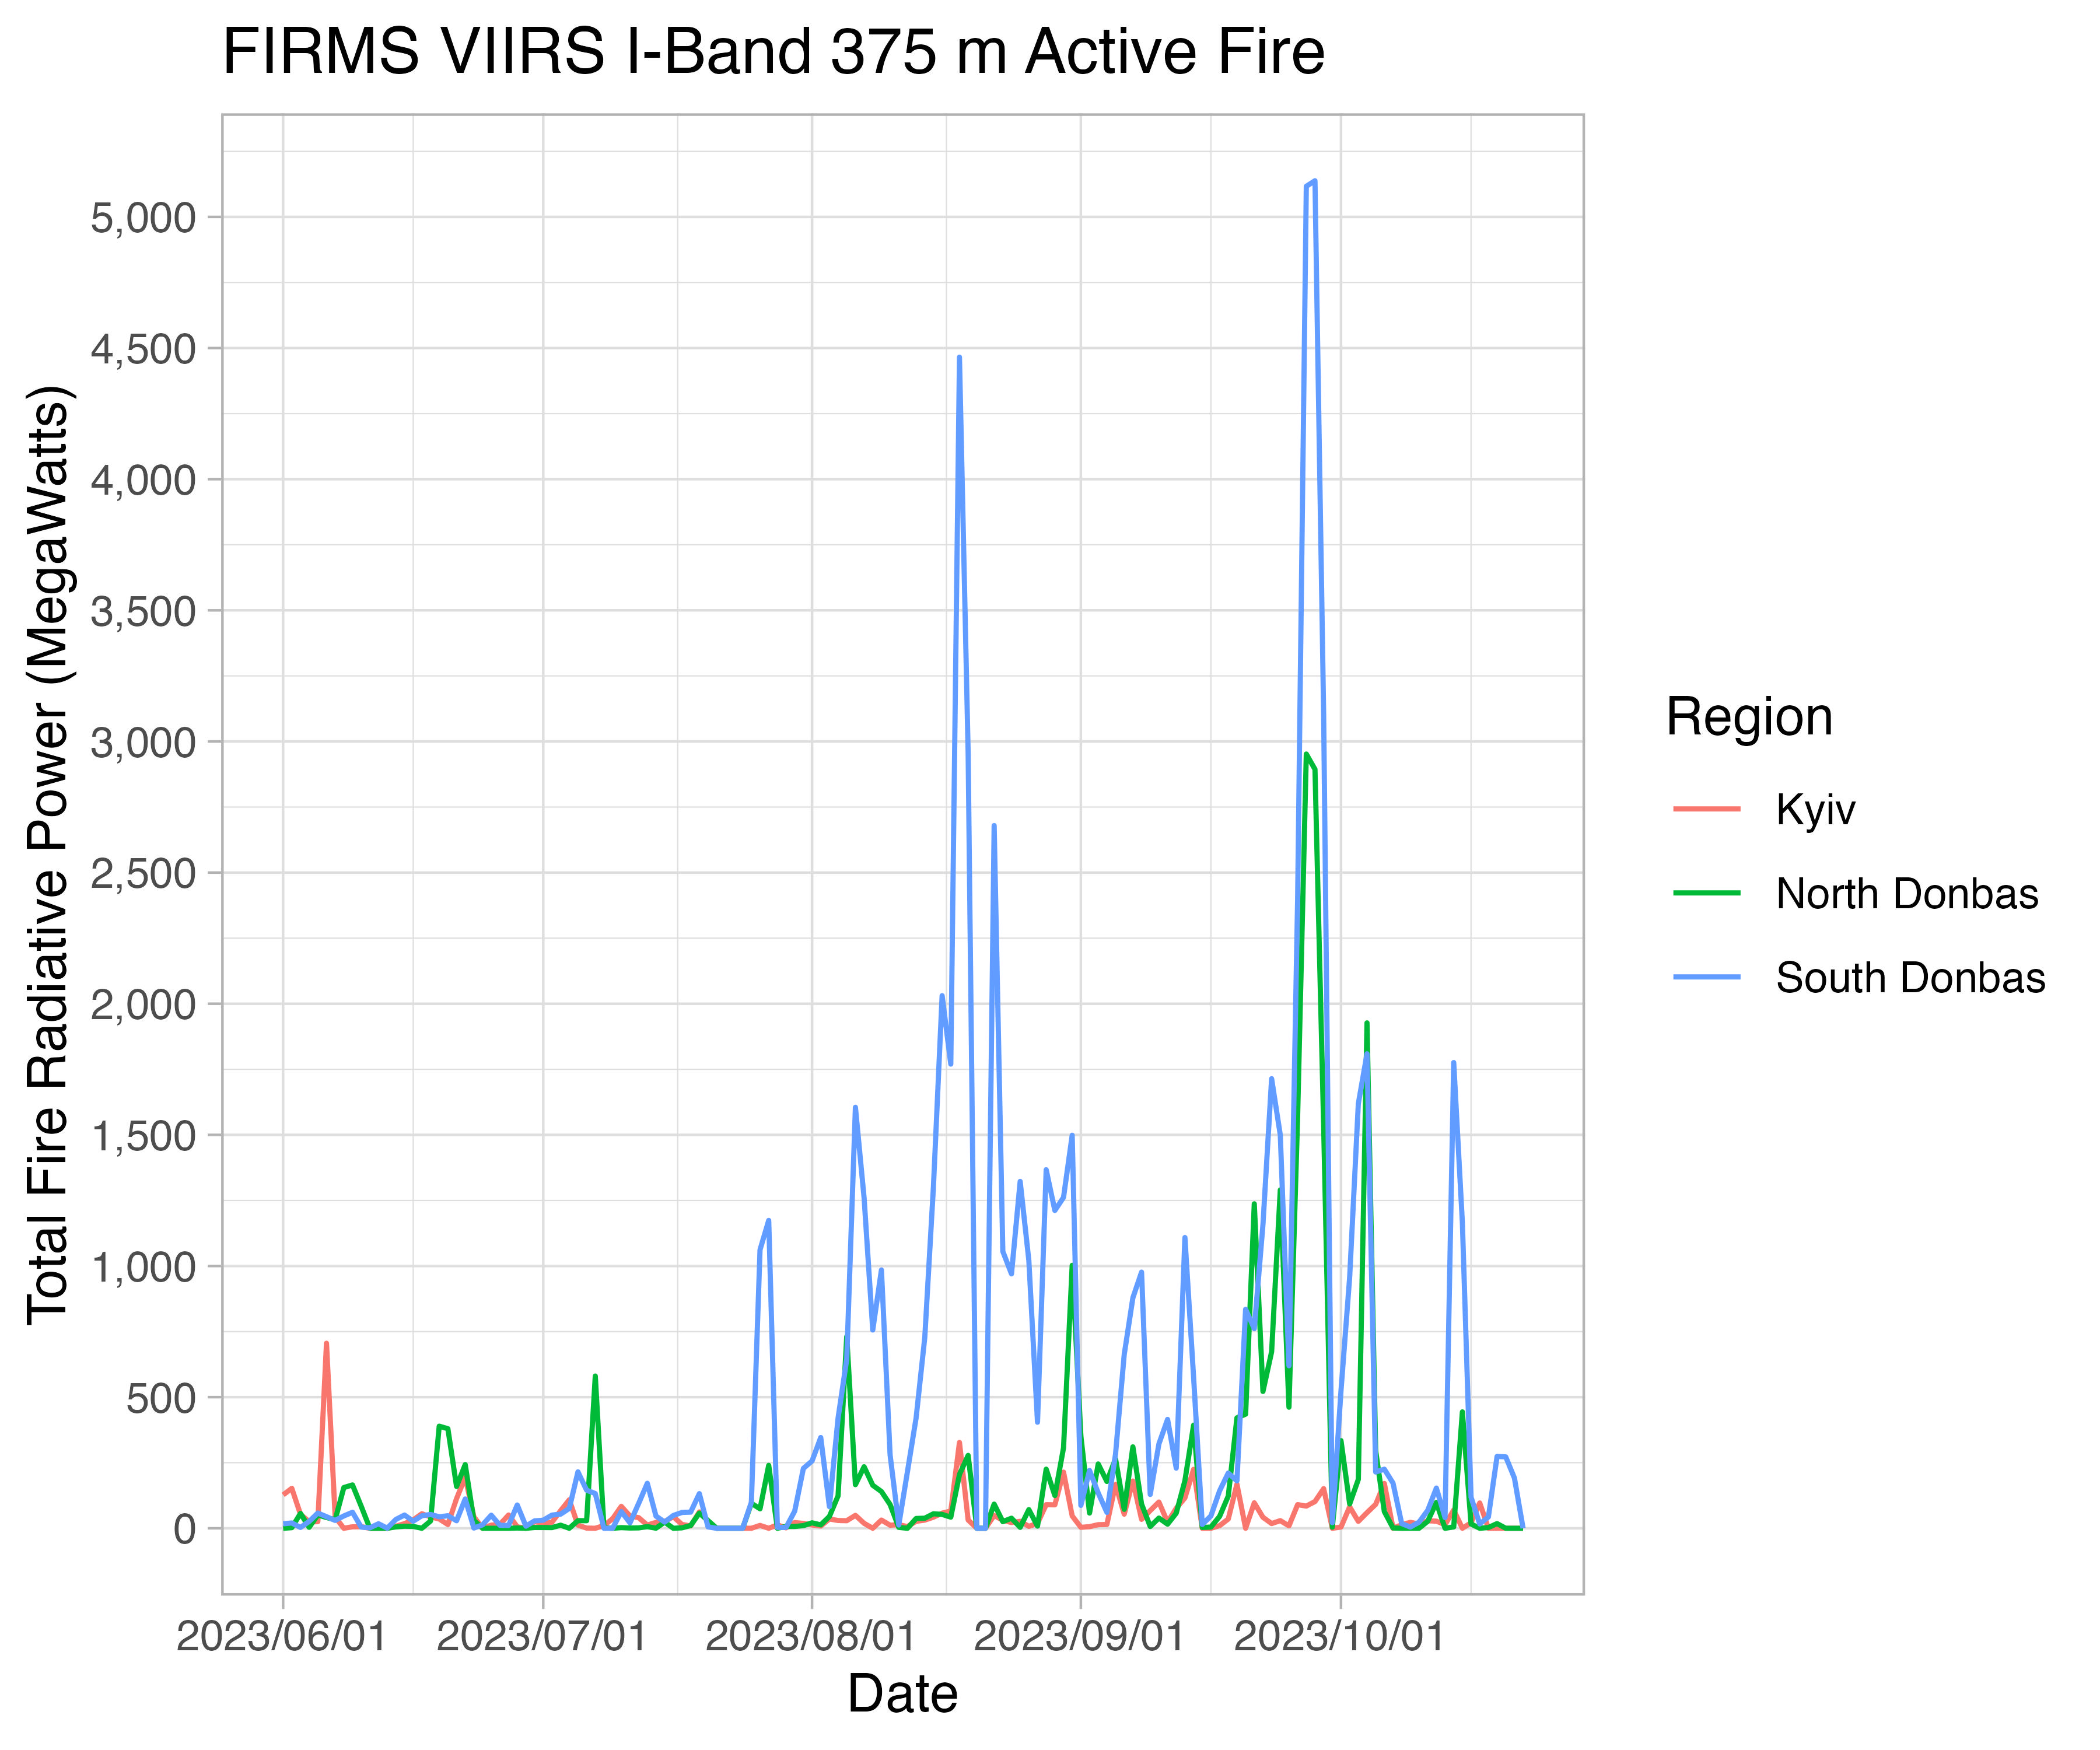 FIRMS VIIRS I-Band 375 m Active Fire
Total Fire Radiative Power (MegaWatts)
5,000
4,500
4,000
3,500
3,000
2,500
2,000
1,500
1,000
500
0
2023/06/01
2023/07/01
2023/08/01
2023/09/01
2023/10/01
Date
Region
Kyiv
North Donbas
South Donbas